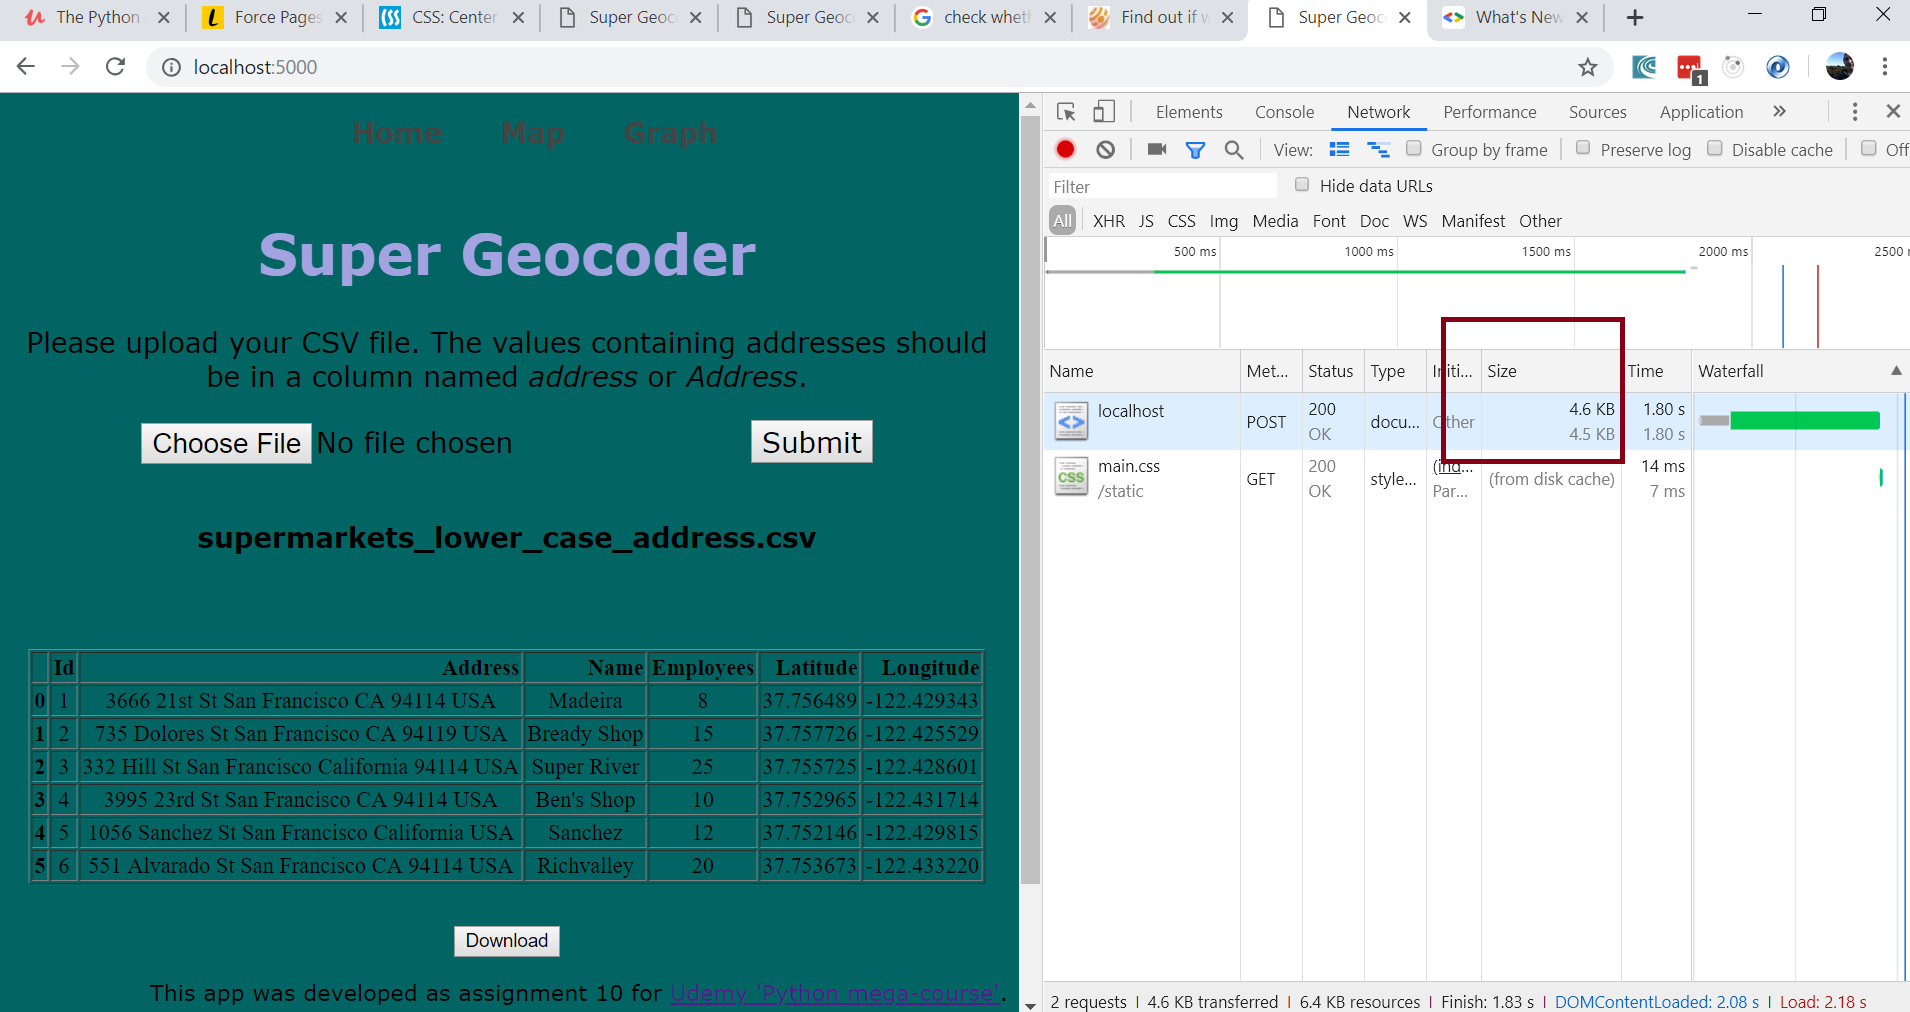 The Python
Force Pages
CSS: Center
Super Geoc
Super Geoc
check wheth
Find out if w
Super Geoc
What's New
localhost:5000
1
Home Map Graph
Super Geocoder
Please upload your CSV file. The values containing addresses should
be in a column named address or Address.
Choose File No file chosen Submit
supermarkets_lower_case_address.csv
Id Address Name Employees Latitude Longitude
0 1 3666 21st St San Francisco CA 94114 USA Madeira 8 37.756489 -122.429343
1 2 735 Dolores St San Francisco CA 94119 USA Bready Shop 15 37.757726 -122.425529
2 3 332 Hill St San Francisco California 94114 USA Super River 25 37.755725 -122.428601
3 4 3995 23rd St San Francisco CA 94114 USA Ben's Shop 10 37.752965 -122.431714
4 5 1056 Sanchez St San Francisco California USA Sanchez 12 37.752146 -122.429815
5 6 551 Alvarado St San Francisco CA 94114 USA Richvalley 20 37.753673 -122.433220
Download
This app was developed as assignment 10 for Udemy 'Python mega-course'.
Elements Console Network Performance Sources Application »
View: Group by frame Preserve log Disable cache Off
Filter Hide data URLs
All XHR JS CSS Img Media Font Doc WS Manifest Other
500 ms 1000 ms 1500 ms 2000 ms 2500
Name Met... Status Type Initi... Size Time Waterfall
localhost POST 200 OK docu... Other 4.6 KB 4.5 KB 1.80 s 1.80 s
main.css /static GET 200 OK style... (ind... Par... (from disk cache) 14 ms 7 ms
2 requests | 4.6 KB transferred | 6.4 KB resources | Finish: 1.83 s | DOMContentLoaded: 2.08 s | Load: 2.18 s